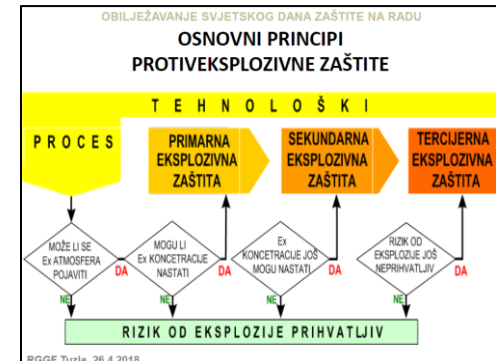 OBILJEŽAVANJE SVJETSKOG DANA ZAŠTITE NA RADU
OSNOVNI PRINCIPI
PROTIVEKSPLOZIVNE ZAŠTITE
TEHNOLOŠKI
PROCES
PRIMARNA
EKSPLOZIVNA
ZAŠTITA
SEKUNDARNA
EKSPLOZIVNA
ZAŠTITA
TERCIJERNA
EKSPLOZIVNA
ZAŠTITA
MOŽE LI SE
Ex ATMOSFERA
POJAVITI
DA
NE
MOGU LI
Ex KONCETRACIJE
NASTATI
DA
NE
Ex
KONCETRACIJE JOŠ
MOGU NASTATI
DA
NE
RIZIK OD
EKSPLOZIJE JOŠ
NEPRIHVATLJIV
DA
NE
RIZIK OD EKSPLOZIJE PRIHVATLJIV
RGGF Tuzla, 26.4.2018.